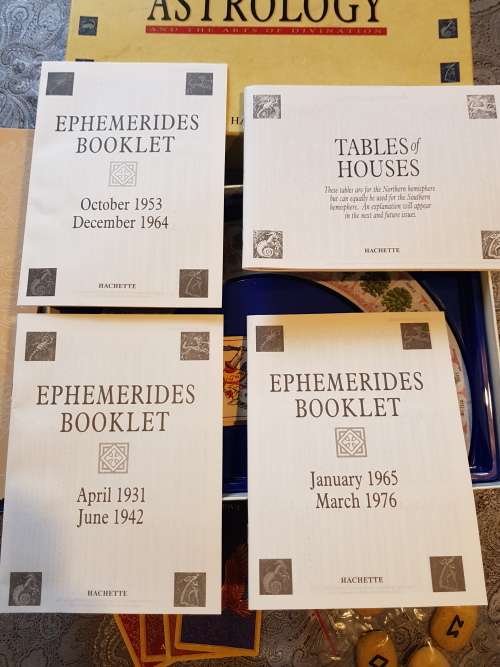 ASTROLOGY
AND THE ARTS OF DIVINATION
EPHEMERIDES
BOOKLET
October 1953
December 1964
HACHETTE
TABLES of
HOUSES
These tables are for the Northern hemisphere
but can equally be used for the Southern
hemisphere. An explanation will appear
in the next and future issues.
HACHETTE
EPHEMERIDES
BOOKLET
April 1931
June 1942
HACHETTE
EPHEMERIDES
BOOKLET
January 1965
March 1976
HACHETTE